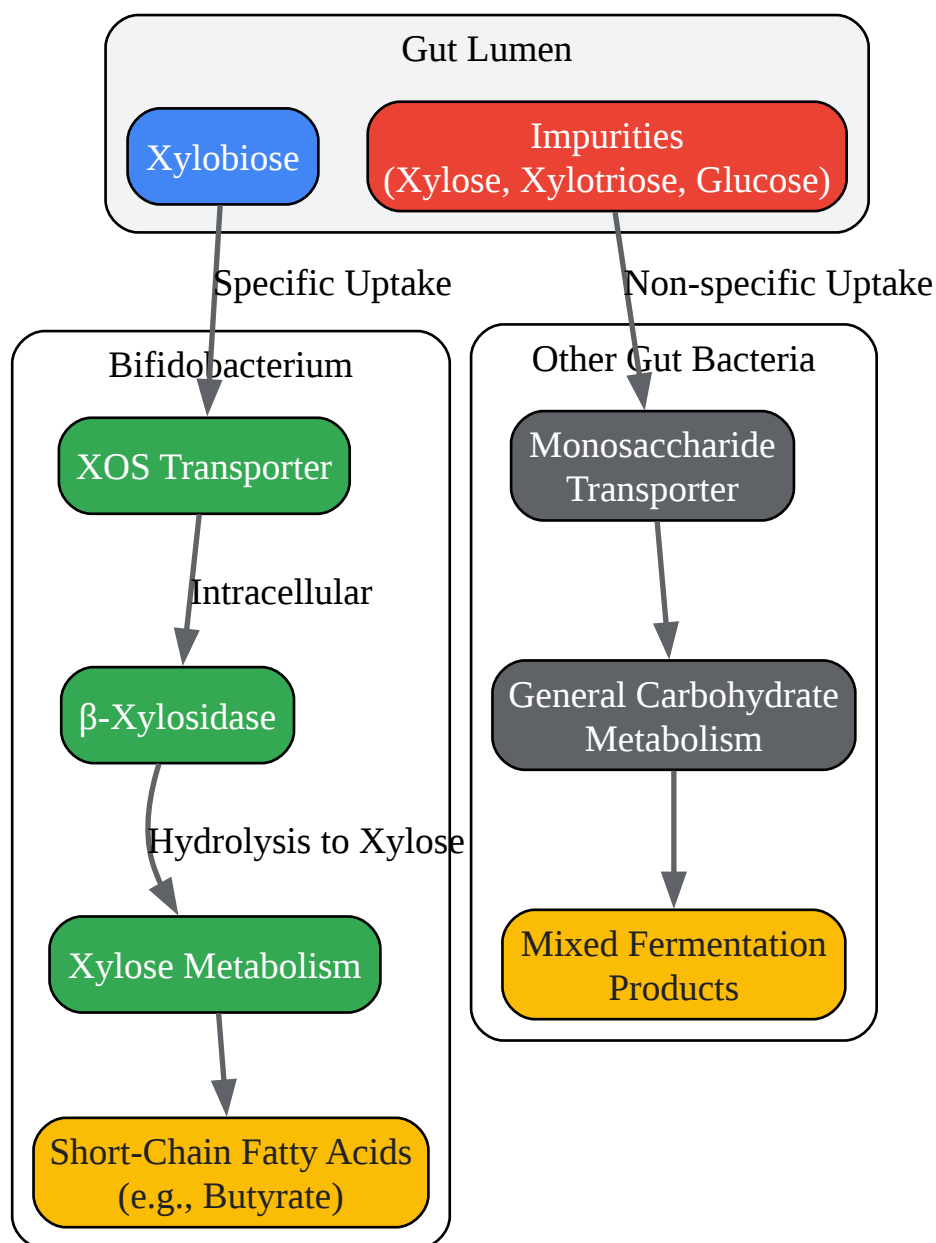 Gut Lumen
Xylobiose
Impurities
(Xylose, Xylotriose, Glucose)
Specific Uptake
Non-specific Uptake
Bifidobacterium
XOS Transporter
Intracellular
β-Xylosidase
Hydrolysis to Xylose
Xylose Metabolism
Short-Chain Fatty Acids
(e.g., Butyrate)
Other Gut Bacteria
Monosaccharide
Transporter
General Carbohydrate
Metabolism
Mixed Fermentation
Products